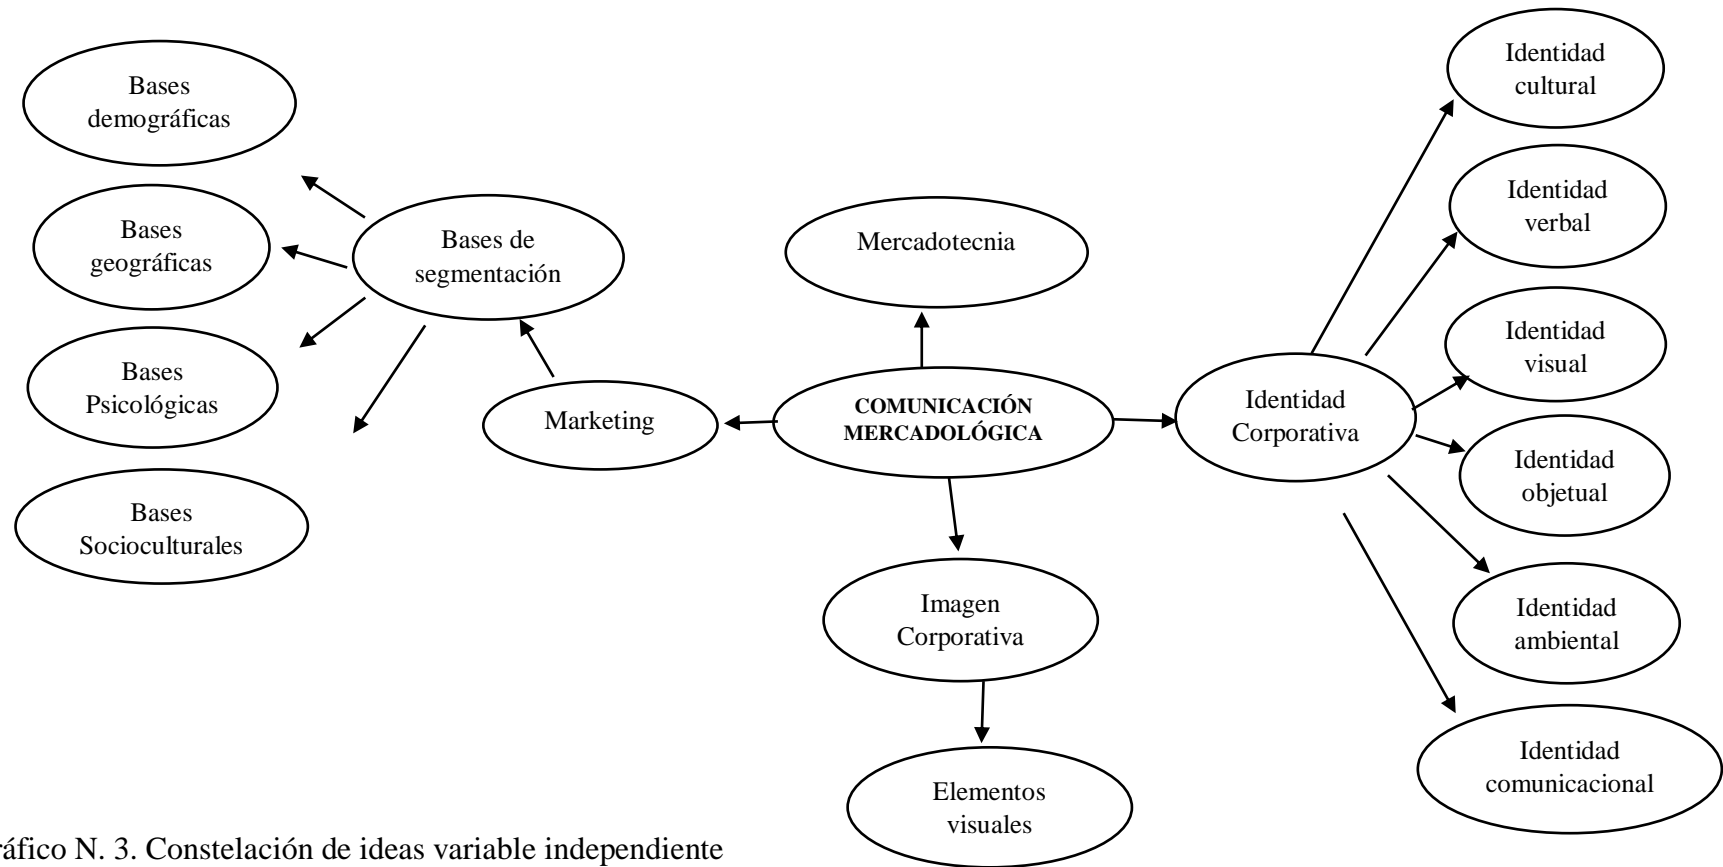 Bases
demográficas
Bases
geográficas
Bases
Psicológicas
Bases
Socioculturales
Bases de
segmentación
Marketing
Mercadotecnia
COMUNICACIÓN
MERCADOLÓGICA
Imagen
Corporativa
Elementos
visuales
Identidad
Corporativa
Identidad
cultural
Identidad
verbal
Identidad
visual
Identidad
objetual
Identidad
ambiental
Identidad
comunicacional
ráfico N. 3. Constelación de ideas variable independiente